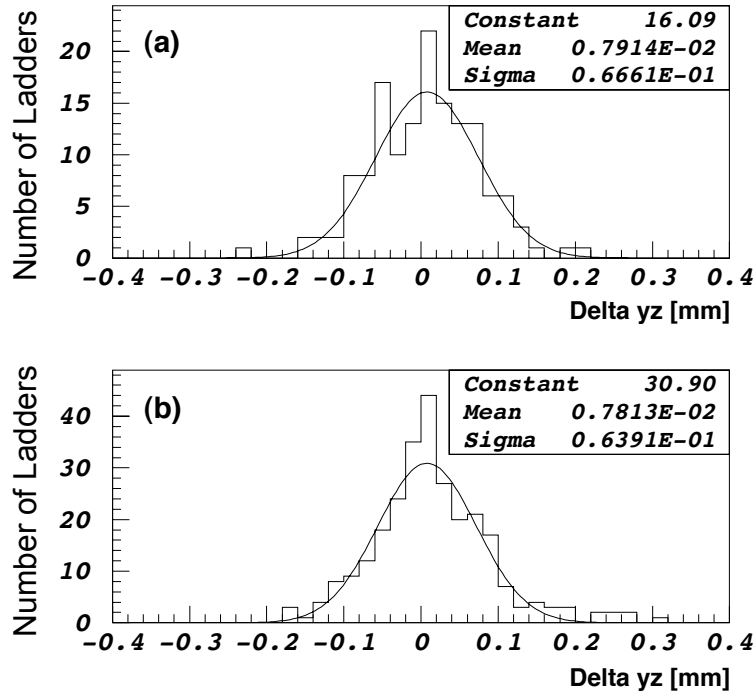 (a)
Constant 16.09
Mean 0.7914E-02
Sigma 0.6661E-01
Number of Ladders
20
15
10
5
0
-0.4 -0.3 -0.2 -0.1 0 0.1 0.2 0.3 0.4
Delta yz [mm]
(b)
Constant 30.90
Mean 0.7813E-02
Sigma 0.6391E-01
Number of Ladders
40
30
20
10
0
-0.4 -0.3 -0.2 -0.1 0 0.1 0.2 0.3 0.4
Delta yz [mm]